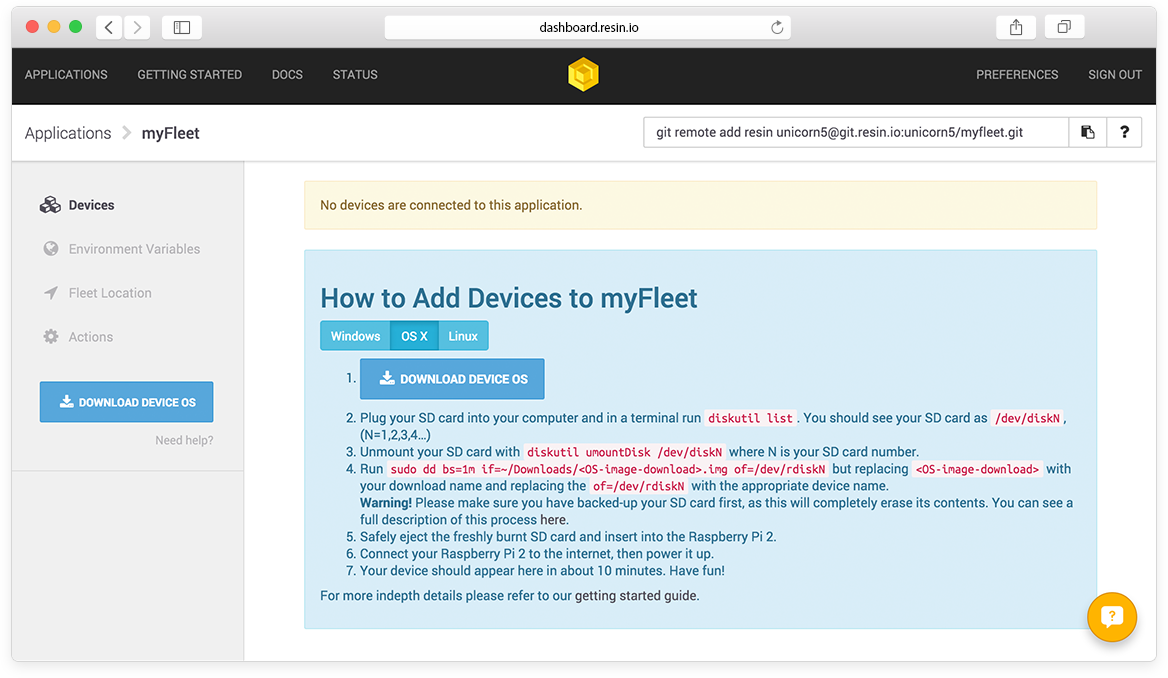 dashboard.resin.io
APPLICATIONS GETTING STARTED DOCS STATUS PREFERENCES SIGN OUT
Applications myFleet git remote add resin unicorn5@git.resin.io:unicorn5/myfleet.git ?
Devices
Environment Variables
Fleet Location
Actions
DOWNLOAD DEVICE OS
Need help?
No devices are connected to this application.
How to Add Devices to myFleet
Windows OS X Linux
1. DOWNLOAD DEVICE OS
2. Plug your SD card into your computer and in a terminal run diskutil list. You should see your SD card as /dev/diskN,
(N=1,2,3,4...)
3. Unmount your SD card with diskutil umountDisk /dev/diskN where N is your SD card number.
4. Run sudo dd bs=1m if=~/Downloads/<OS-image-download>.img of=/dev/rdiskN but replacing <OS-image-download> with
your download name and replacing the of=/dev/rdiskN with the appropriate device name.
Warning! Please make sure you have backed-up your SD card first, as this will completely erase its contents. You can see a
full description of this process here.
5. Safely eject the freshly burnt SD card and insert into the Raspberry Pi 2.
6. Connect your Raspberry Pi 2 to the internet, then power it up.
7. Your device should appear here in about 10 minutes. Have fun!
For more indepth details please refer to our getting started guide.
?